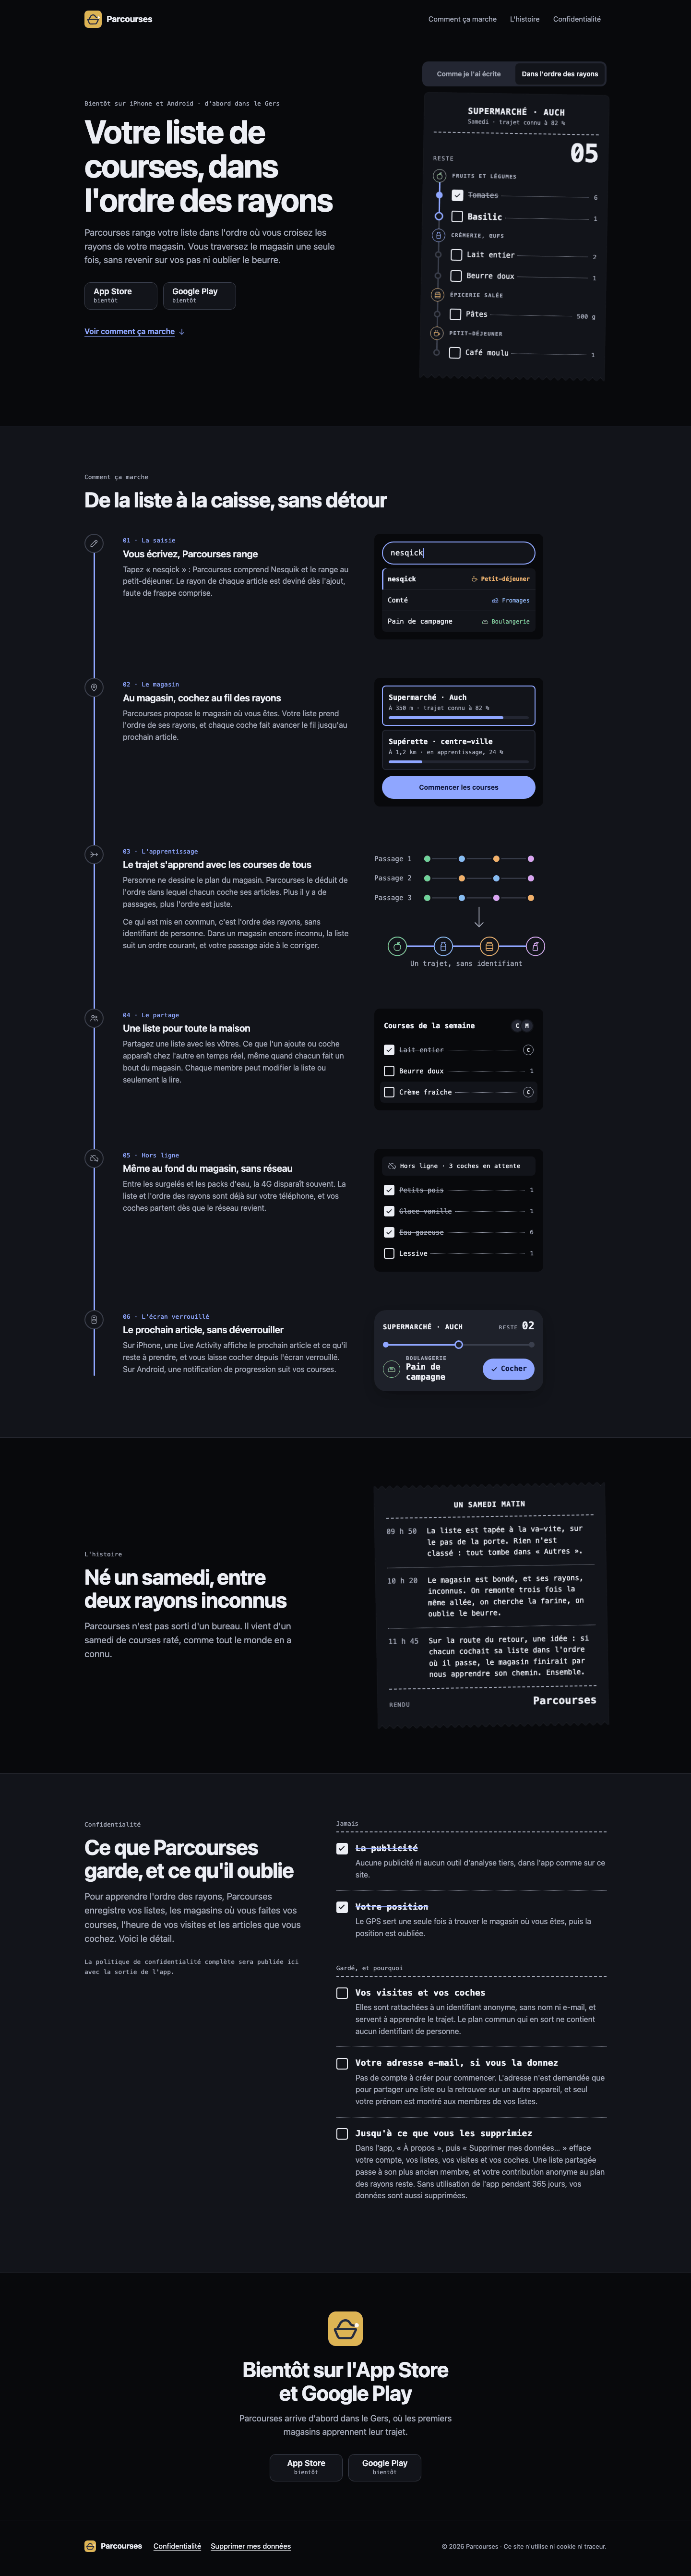 Parcourses
Comment ça marche
L'histoire
Confidentialité
Bientôt sur iPhone et Android · d'abord dans le Gers
Votre liste de
courses, dans
l'ordre des rayons
Parcourses range votre liste dans l'ordre où vous croisez les
rayons de votre magasin. Vous traversez le magasin une seule
fois, sans revenir sur vos pas ni oublier le beurre.
App Store
bientôt
Google Play
bientôt
Voir comment ça marche ↓
Comme je l'ai écrite
Dans l'ordre des rayons
SUPERMARCHÉ · AUCH
Samedi · trajet connu à 82 %
RESTE 05
FRUITS ET LÉGUMES
Tomates 6
Basilic 1
CRÈMERIE, ŒUFS
Lait entier 2
Beurre doux 1
ÉPICERIE SALÉE
Pâtes 500 g
PETIT-DÉJEUNER
Café moulu 1
Comment ça marche
De la liste à la caisse, sans détour
01 · La saisie
Vous écrivez, Parcourses range
Tapez « nesqick » : Parcourses comprend Nesquik et le range au
petit-déjeuner. Le rayon de chaque article est deviné dès l'ajout,
faute de frappe comprise.
nesqick
nesqick Petit-déjeuner
Comté Fromages
Pain de campagne Boulangerie
02 · Le magasin
Au magasin, cochez au fil des rayons
Parcourses propose le magasin où vous êtes. Votre liste prend
l'ordre de ses rayons, et chaque coche fait avancer le fil jusqu'au
prochain article.
Supermarché · Auch
À 350 m · trajet connu à 82 %
Supérette · centre-ville
À 1,2 km · en apprentissage, 24 %
Commencer les courses
03 · L'apprentissage
Le trajet s'apprend avec les courses de tous
Personne ne dessine le plan du magasin. Parcourses le déduit de
l'ordre dans lequel chacun coche ses articles. Plus il y a de
passages, plus l'ordre est juste.
Ce qui est mis en commun, c'est l'ordre des rayons, sans
identifiant de personne. Dans un magasin encore inconnu, la liste
suit un ordre courant, et votre passage aide à le corriger.
Passage 1
Passage 2
Passage 3
Un trajet, sans identifiant
04 · Le partage
Une liste pour toute la maison
Partagez une liste avec les vôtres. Ce que l'un ajoute ou coche
apparaît chez l'autre en temps réel, même quand chacun fait un
bout du magasin. Chaque membre peut modifier la liste ou
seulement la lire.
Courses de la semaine C M
Lait entier C
Beurre doux 1
Crème fraîche C
05 · Hors ligne
Même au fond du magasin, sans réseau
Entre les surgelés et les packs d'eau, la 4G disparaît souvent. La
liste et l'ordre des rayons sont déjà sur votre téléphone, et vos
coches partent dès que le réseau revient.
Hors ligne · 3 coches en attente
Petits pois 1
Glace vanille 1
Eau gazeuse 6
Lessive 1
06 · L'écran verrouillé
Le prochain article, sans déverrouiller
Sur iPhone, une Live Activity affiche le prochain article et ce qu'il
reste à prendre, et vous laisse cocher depuis l'écran verrouillé.
Sur Android, une notification de progression suit vos courses.
SUPERMARCHÉ · AUCH RESTE 02
BOULANGERIE
Pain de
campagne
Cocher
L'histoire
Né un samedi, entre
deux rayons inconnus
Parcourses n'est pas sorti d'un bureau. Il vient d'un
samedi de courses raté, comme tout le monde en a
connu.
UN SAMEDI MATIN
09 h 50 La liste est tapée à la va-vite, sur
le pas de la porte. Rien n'est
classé : tout tombe dans « Autres ».
10 h 20 Le magasin est bondé, et ses rayons,
inconnus. On remonte trois fois la
même allée, on cherche la farine, on
oublie le beurre.
11 h 45 Sur la route du retour, une idée : si
chacun cochait sa liste dans l'ordre
où il passe, le magasin finirait par
nous apprendre son chemin. Ensemble.
RENDU Parcourses
Confidentialité
Ce que Parcourses
garde, et ce qu'il oublie
Pour apprendre l'ordre des rayons, Parcourses
enregistre vos listes, les magasins où vous faites vos
courses, l'heure de vos visites et les articles que vous
cochez. Voici le détail.
La politique de confidentialité complète sera publiée ici
avec la sortie de l'app.
Jamais
La publicité
Aucune publicité ni aucun outil d'analyse tiers, dans l'app comme sur ce
site.
Votre position
Le GPS sert une seule fois à trouver le magasin où vous êtes, puis la
position est oubliée.
Gardé, et pourquoi
Vos visites et vos coches
Elles sont rattachées à un identifiant anonyme, sans nom ni e-mail, et
servent à apprendre le trajet. Le plan commun qui en sort ne contient
aucun identifiant de personne.
Votre adresse e-mail, si vous la donnez
Pas de compte à créer pour commencer. L'adresse n'est demandée que
pour partager une liste ou la retrouver sur un autre appareil, et seul
votre prénom est montré aux membres de vos listes.
Jusqu'à ce que vous les supprimiez
Dans l'app, « À propos », puis « Supprimer mes données… » efface
votre compte, vos listes, vos visites et vos coches. Une liste partagée
passe à son plus ancien membre, et votre contribution anonyme au plan
des rayons reste. Sans utilisation de l'app pendant 365 jours, vos
données sont aussi supprimées.
Bientôt sur l'App Store
et Google Play
Parcourses arrive d'abord dans le Gers, où les premiers
magasins apprennent leur trajet.
App Store
bientôt
Google Play
bientôt
Parcourses
Confidentialité
Supprimer mes données
© 2026 Parcourses · Ce site n'utilise ni cookie ni traceur.